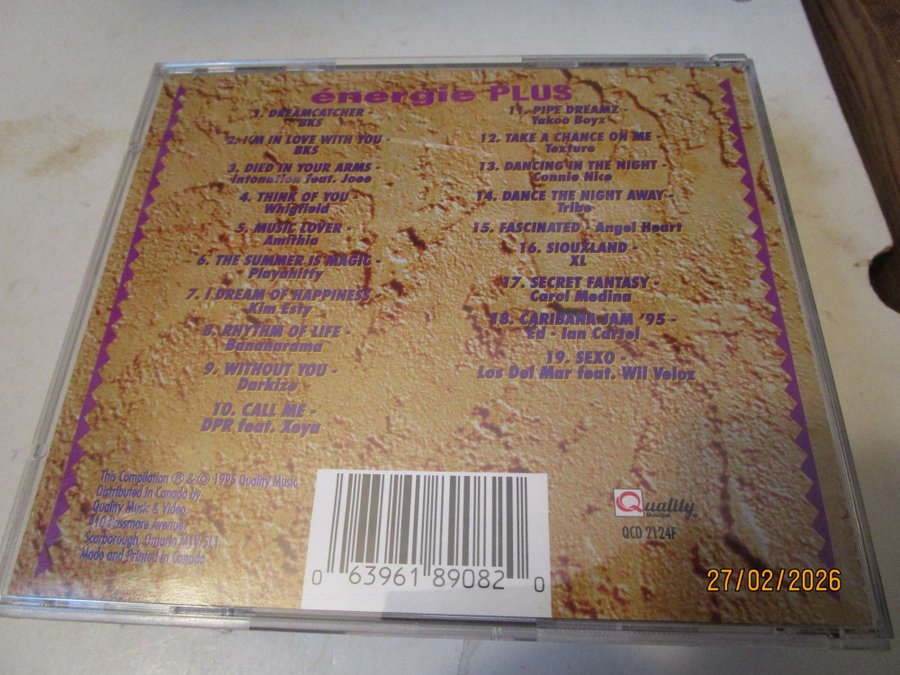 énergie PLUS
1. DREAMCATCHER -
BKS
2. I'M IN LOVE WITH YOU -
BKS
3. DIED IN YOUR ARMS -
Intonation feat. Joee
4. THINK OF YOU -
Whigfield
5. MUSIC LOVER -
Amithia
6. THE SUMMER IS MAGIC -
Playahitty
7. I DREAM OF HAPPINESS -
Kim Esty
8. RHYTHM OF LIFE -
Bananarama
9. WITHOUT YOU -
Darkize
10. CALL ME -
DPR feat. Xeya
11. PIPE DREAMZ -
Yakoo Boyz
12. TAKE A CHANCE ON ME -
Texture
13. DANCING IN THE NIGHT -
Connie Nice
14. DANCE THE NIGHT AWAY -
Tribe
15. FASCINATED - Angel Heart
16. SIOUXLAND -
XL
17. SECRET FANTASY -
Carol Medina
18. CARIBANA JAM '95 -
Ed - Ian Cartel
19. SEXO -
Los Del Mar feat. Wil Veloz
This Compilation ℗ & © 1995 Quality Music
Distributed in Canada by
Quality Music & Video,
510 Passmore Avenue,
Scarborough, Ontario M1V 5L1
Made and Printed in Canada
0 63961 89082 0
Quality
QCD 2124F
27/02/2026